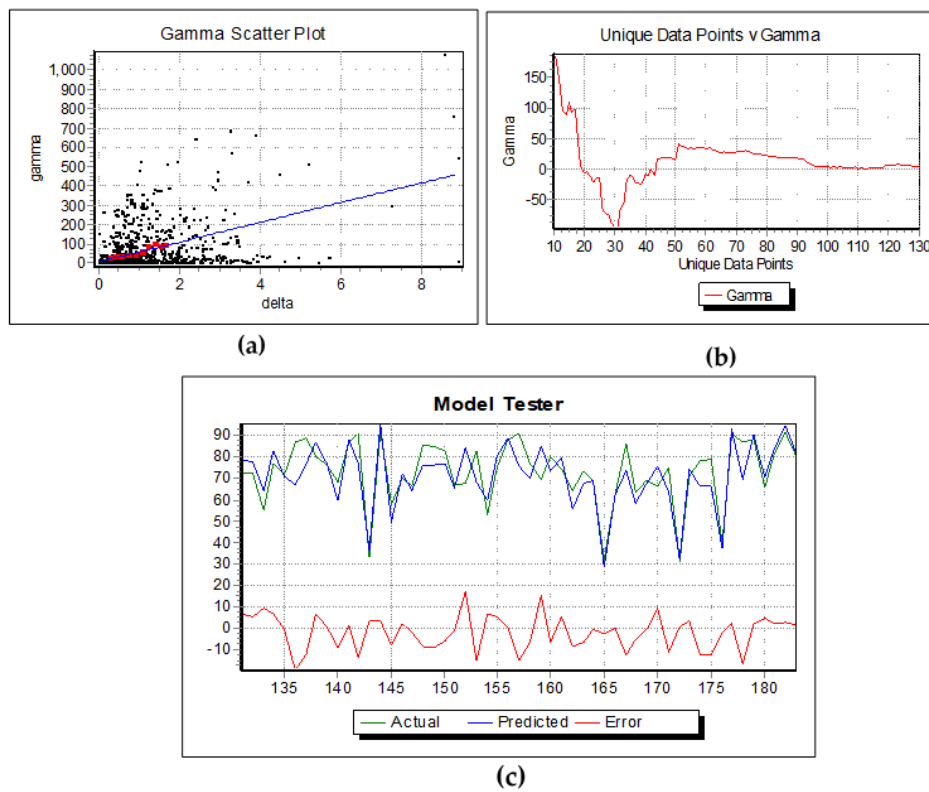 Gamma Scatter Plot
1,000
900
800
700
600
500
400
300
200
100
0
gamma
0 2 4 6 8
delta
(a)
Unique Data Points v Gamma
150
100
50
0
-50
Gamma
10 20 30 40 50 60 70 80 90 100 110 120 130
Unique Data Points
Gamma
(b)
Model Tester
90
80
70
60
50
40
30
20
10
0
-10
135 140 145 150 155 160 165 170 175 180
Actual Predicted Error
(c)